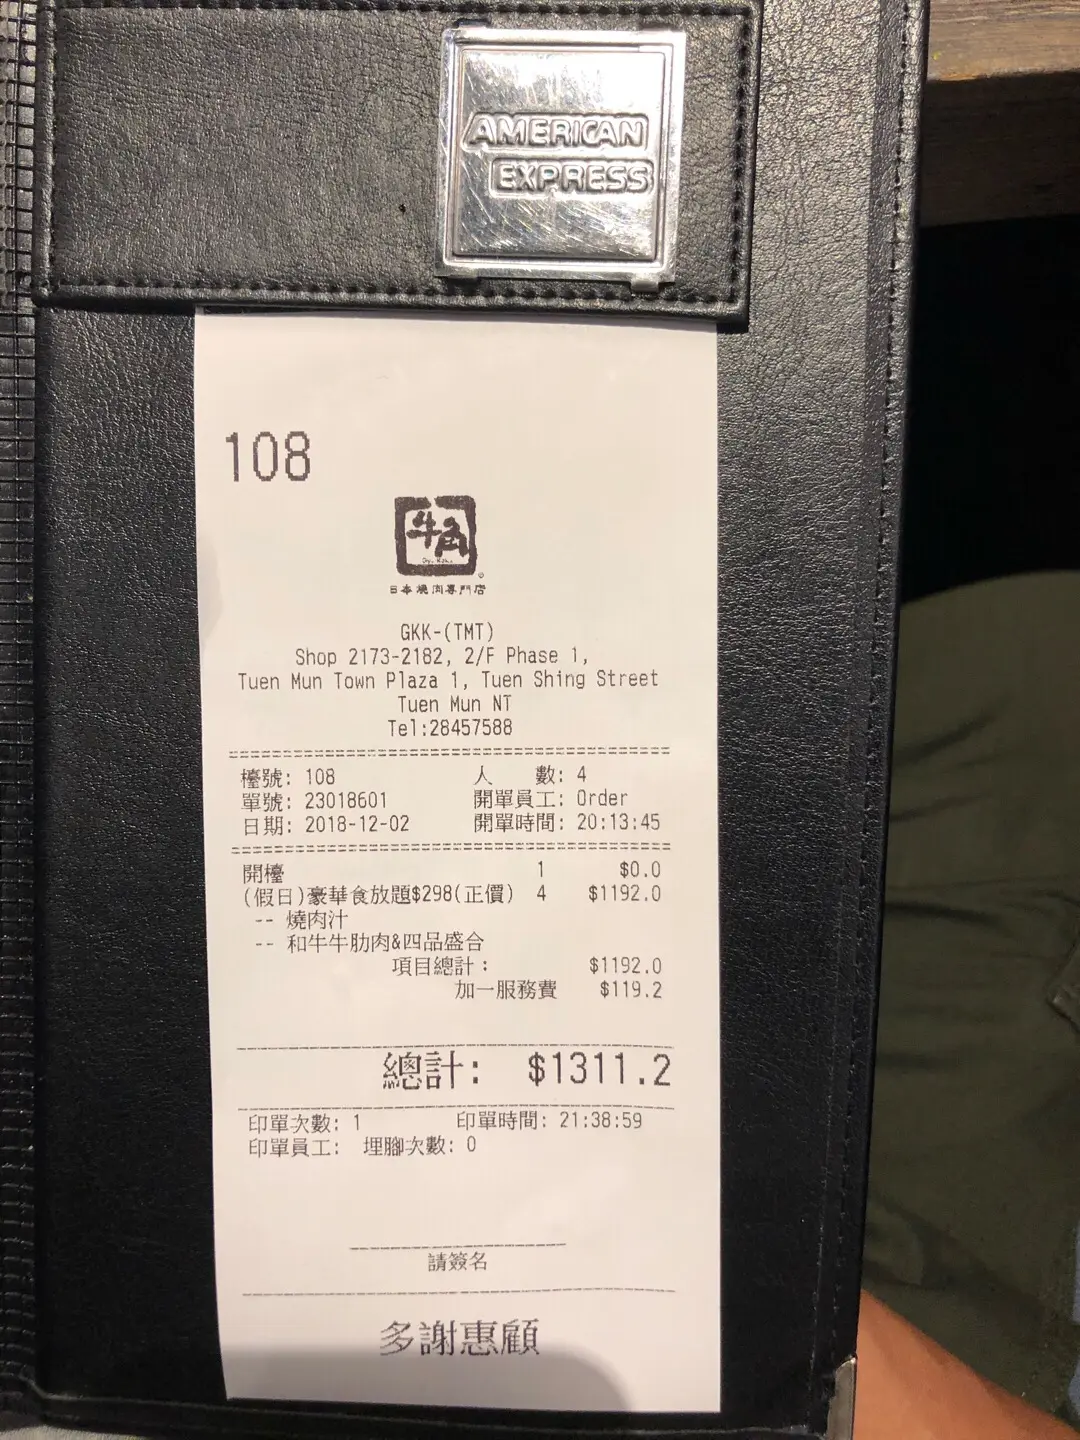 AMERICAN
EXPRESS
108
牛角
日本燒肉専門店
GKK-(TMT)
Shop 2173-2182, 2/F Phase 1,
Tuen Mun Town Plaza 1, Tuen Shing Street
Tuen Mun NT
Tel:28457588
檯號: 108 人 數: 4
單號: 23018601 開單員工: Order
日期: 2018-12-02 開單時間: 20:13:45
開檯 1 $0.0
(假日)豪華食放題$298(正價) 4 $1192.0
-- 燒肉汁
-- 和牛牛肋肉&四品盛合
項目總計: $1192.0
加一服務費 $119.2
總計: $1311.2
印單次數: 1 印單時間: 21:38:59
印單員工: 埋腳次數: 0
請簽名
多謝惠顧